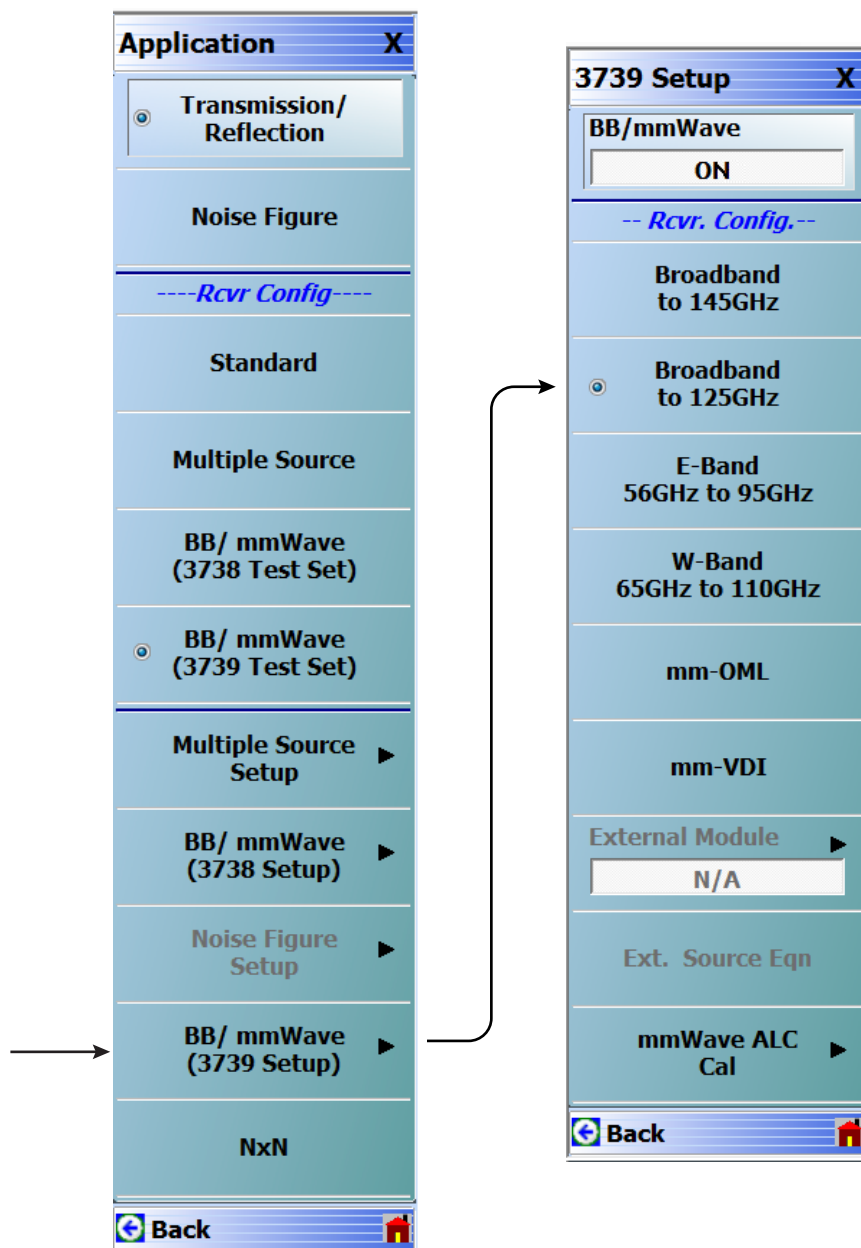 Application X
Transmission/
Reflection
Noise Figure
----Rcvr Config----
Standard
Multiple Source
BB/ mmWave
(3738 Test Set)
BB/ mmWave
(3739 Test Set)
Multiple Source
Setup
BB/ mmWave
(3738 Setup)
Noise Figure
Setup
BB/ mmWave
(3739 Setup)
NxN
Back
3739 Setup X
BB/mmWave
ON
-- Rcvr. Config.--
Broadband
to 145GHz
Broadband
to 125GHz
E-Band
56GHz to 95GHz
W-Band
65GHz to 110GHz
mm-OML
mm-VDI
External Module
N/A
Ext. Source Eqn
mmWave ALC
Cal
Back